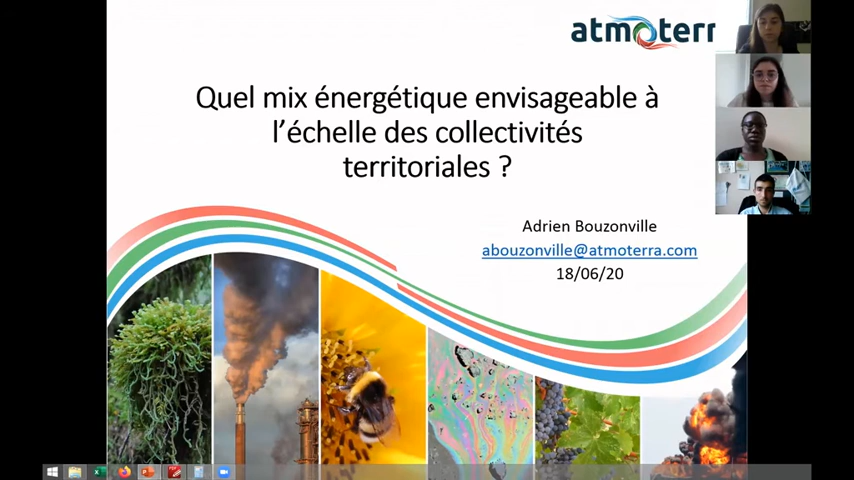 atmoterr
Quel mix énergétique envisageable à
l'échelle des collectivités
territoriales ?
Adrien Bouzonville
abouzonville@atmoterra.com
18/06/20